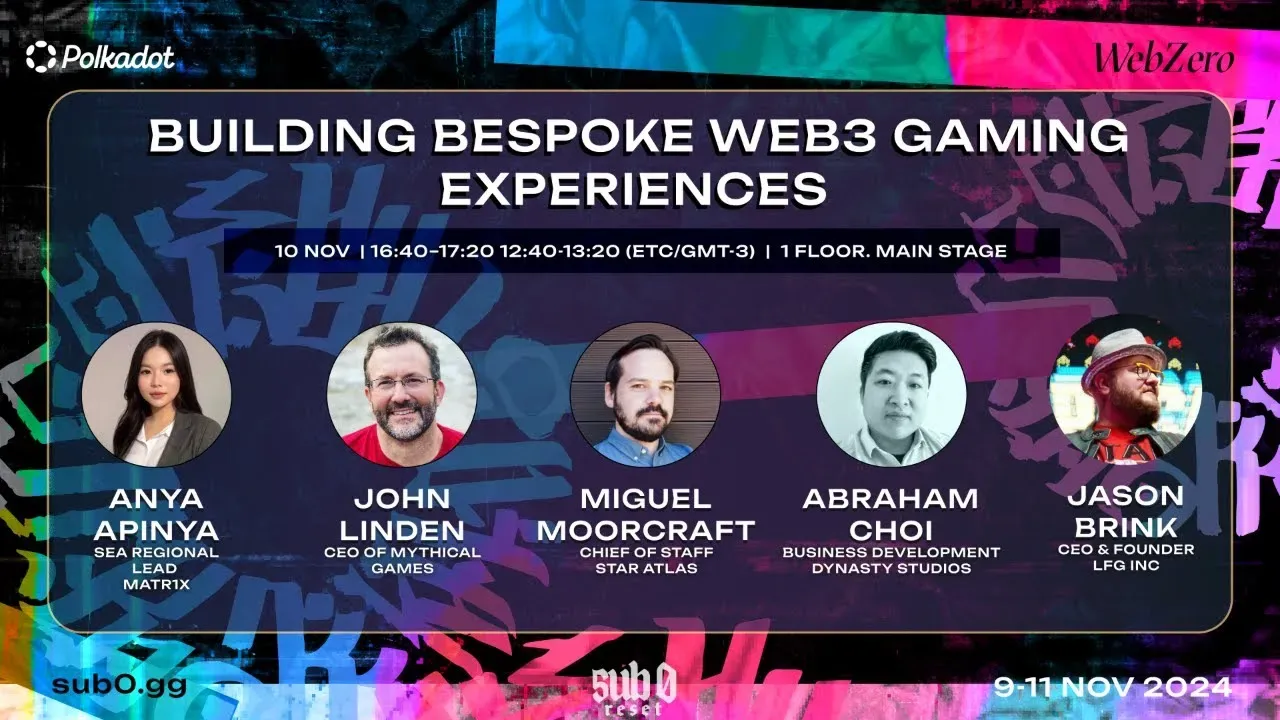 Polkadot
WebZero
BUILDING BESPOKE WEB3 GAMING
EXPERIENCES
10 NOV | 16:40–17:20 12:40-13:20 (ETC/GMT-3) | 1 FLOOR. MAIN STAGE
ANYA
APINYA
SEA REGIONAL
LEAD
MATR1X
JOHN
LINDEN
CEO OF MYTHICAL
GAMES
MIGUEL
MOORCRAFT
CHIEF OF STAFF
STAR ATLAS
ABRAHAM
CHOI
BUSINESS DEVELOPMENT
DYNASTY STUDIOS
JASON
BRINK
CEO & FOUNDER
LFG INC
sub0.gg
sub0
reset
9-11 NOV 2024